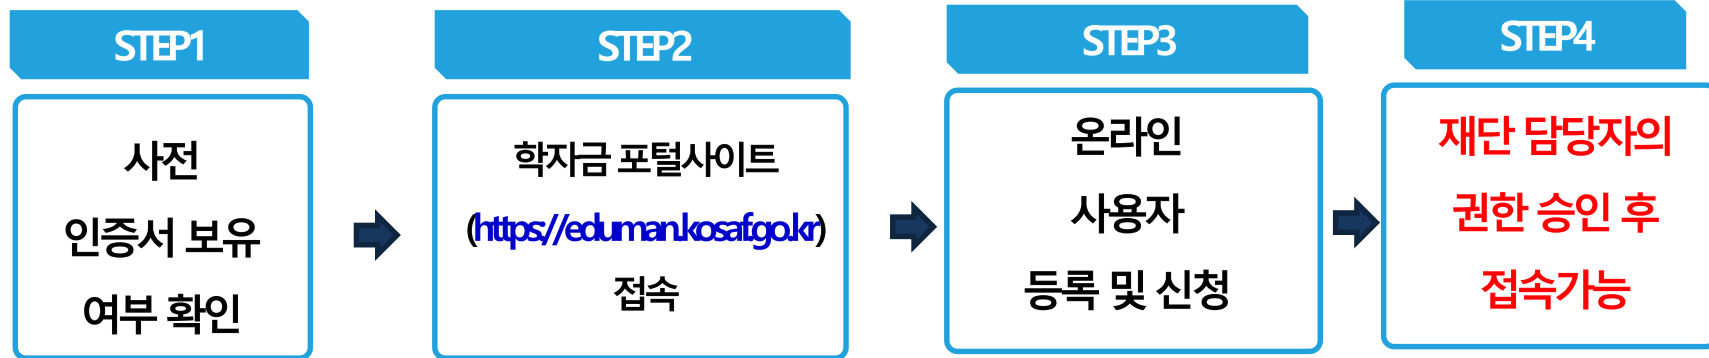 STEP1
사전
인증서 보유
여부 확인
STEP2
학자금 포털사이트
(https://eduman.kosaf.go.kr)
접속
STEP3
온라인
사용자
등록 및 신청
STEP4
재단 담당자의
권한 승인 후
접속가능